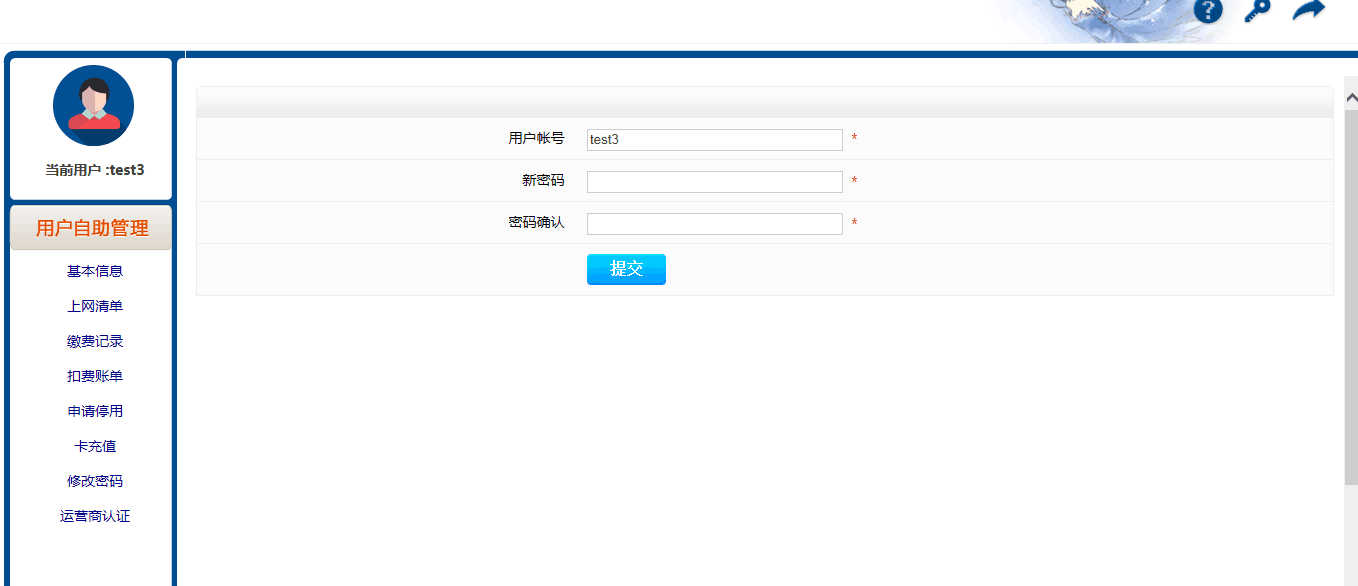 当前用户 :test3
用户自助管理
基本信息
上网清单
缴费记录
扣费账单
申请停用
卡充值
修改密码
运营商认证
用户帐号 test3 *
新密码 *
密码确认 *
提交